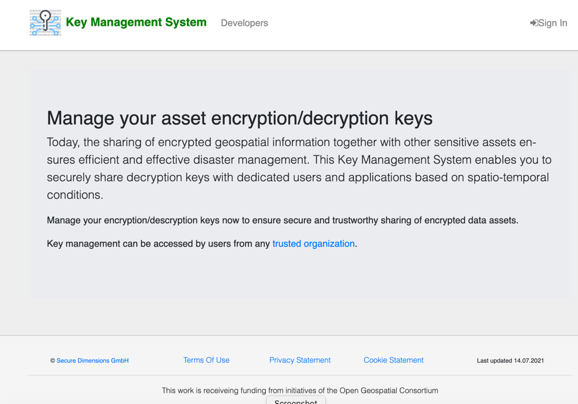 Key Management System Developers Sign In
Manage your asset encryption/decryption keys
Today, the sharing of encrypted geospatial information together with other sensitive assets en-
sures efficient and effective disaster management. This Key Management System enables you to
securely share decryption keys with dedicated users and applications based on spatio-temporal
conditions.
Manage your encryption/descryption keys now to ensure secure and trustworthy sharing of encrypted data assets.
Key management can be accessed by users from any trusted organization.
© Secure Dimensions GmbH Terms Of Use Privacy Statement Cookie Statement Last updated 14.07.2021
This work is receiveing funding from initiatives of the Open Geospatial Consortium
Screenshot